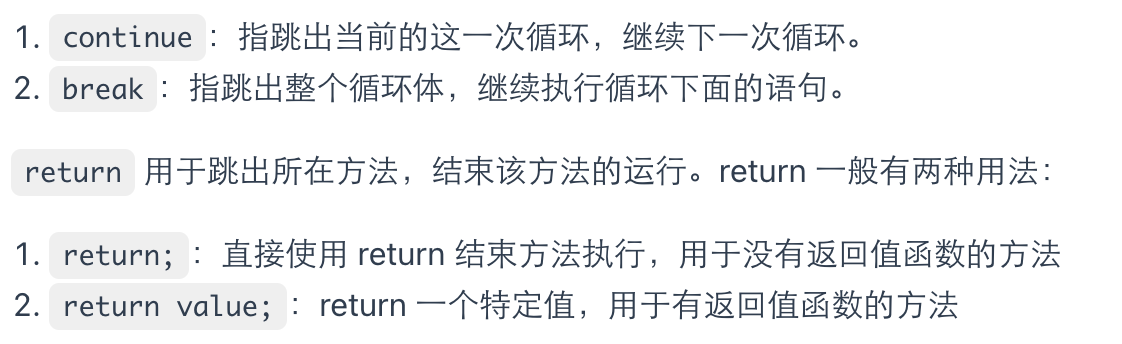 1. continue：指跳出当前的这一次循环，继续下一次循环。
2. break：指跳出整个循环体，继续执行循环下面的语句。
return 用于跳出所在方法，结束该方法的运行。return 一般有两种用法：
1. return;：直接使用 return 结束方法执行，用于没有返回值函数的方法
2. return value;：return 一个特定值，用于有返回值函数的方法